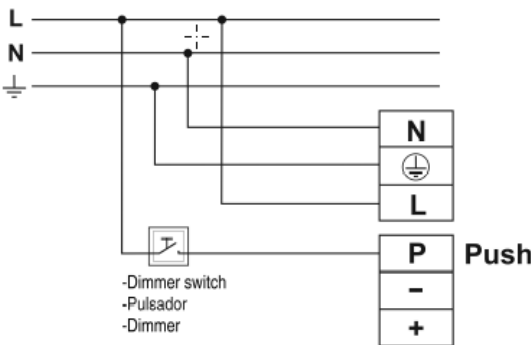 L
N
N
L
P Push
-
+
-Dimmer switch
-Pulsador
-Dimmer